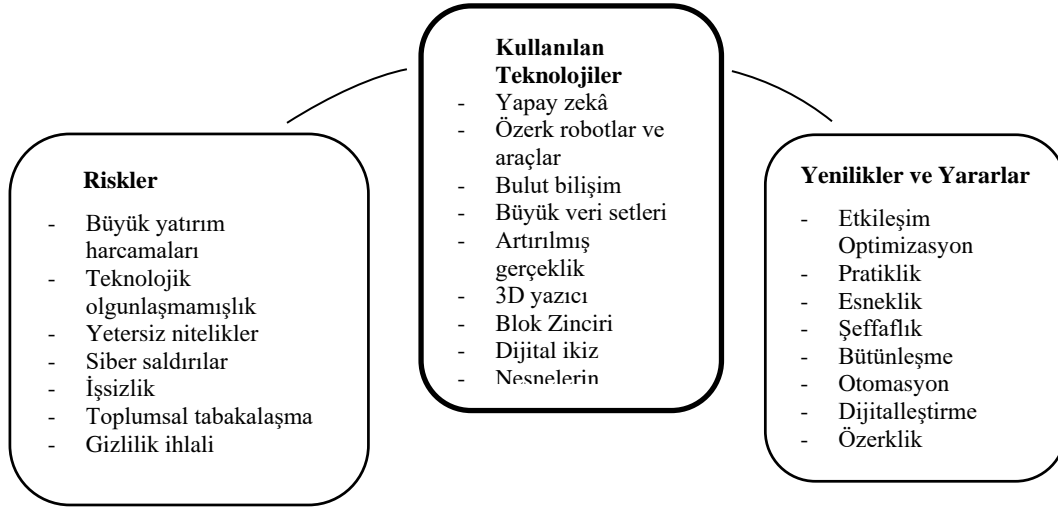 Riskler
- Büyük yatırım
harcamaları
- Teknolojik
olgunlaşmamışlık
- Yetersiz nitelikler
- Siber saldırılar
- İşsizlik
- Toplumsal tabakalaşma
- Gizlilik ihlali
Kullanılan
Teknolojiler
- Yapay zekâ
- Özerk robotlar ve
araçlar
- Bulut bilişim
- Büyük veri setleri
- Artırılmış
gerçeklik
- 3D yazıcı
- Blok Zinciri
- Dijital ikiz
- Nesnelerin
Yenilikler ve Yararlar
- Etkileşim
Optimizasyon
- Pratiklik
- Esneklik
- Şeffaflık
- Bütünleşme
- Otomasyon
- Dijitalleştirme
- Özerklik